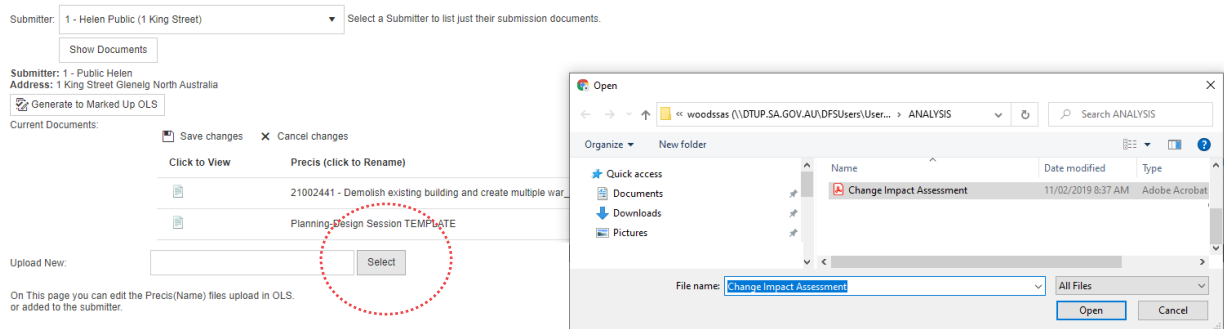 Submitter: 1 - Helen Public (1 King Street) Select a Submitter to list just their submission documents.
Show Documents
Submitter: 1 - Public Helen
Address: 1 King Street Glenelg North Australia
Generate to Marked Up OLS
Current Documents:
Save changes Cancel changes
Click to View Precis (click to Rename)
21002441 - Demolish existing building and create multiple war_
Planning-Design Session TEMPLATE
Upload New: Select
On This page you can edit the Precis(Name) files upload in OLS.
or added to the submitter.
Open
« woodssas (\\DTUP.SA.GOV.AU\DFSUsers\User... > ANALYSIS Search ANALYSIS
Organize New folder
Quick access
Documents
Downloads
Pictures
Name Date modified Type
Change Impact Assessment 11/02/2019 8:37 AM Adobe Acrobat
File name: Change Impact Assessment All Files
Open Cancel